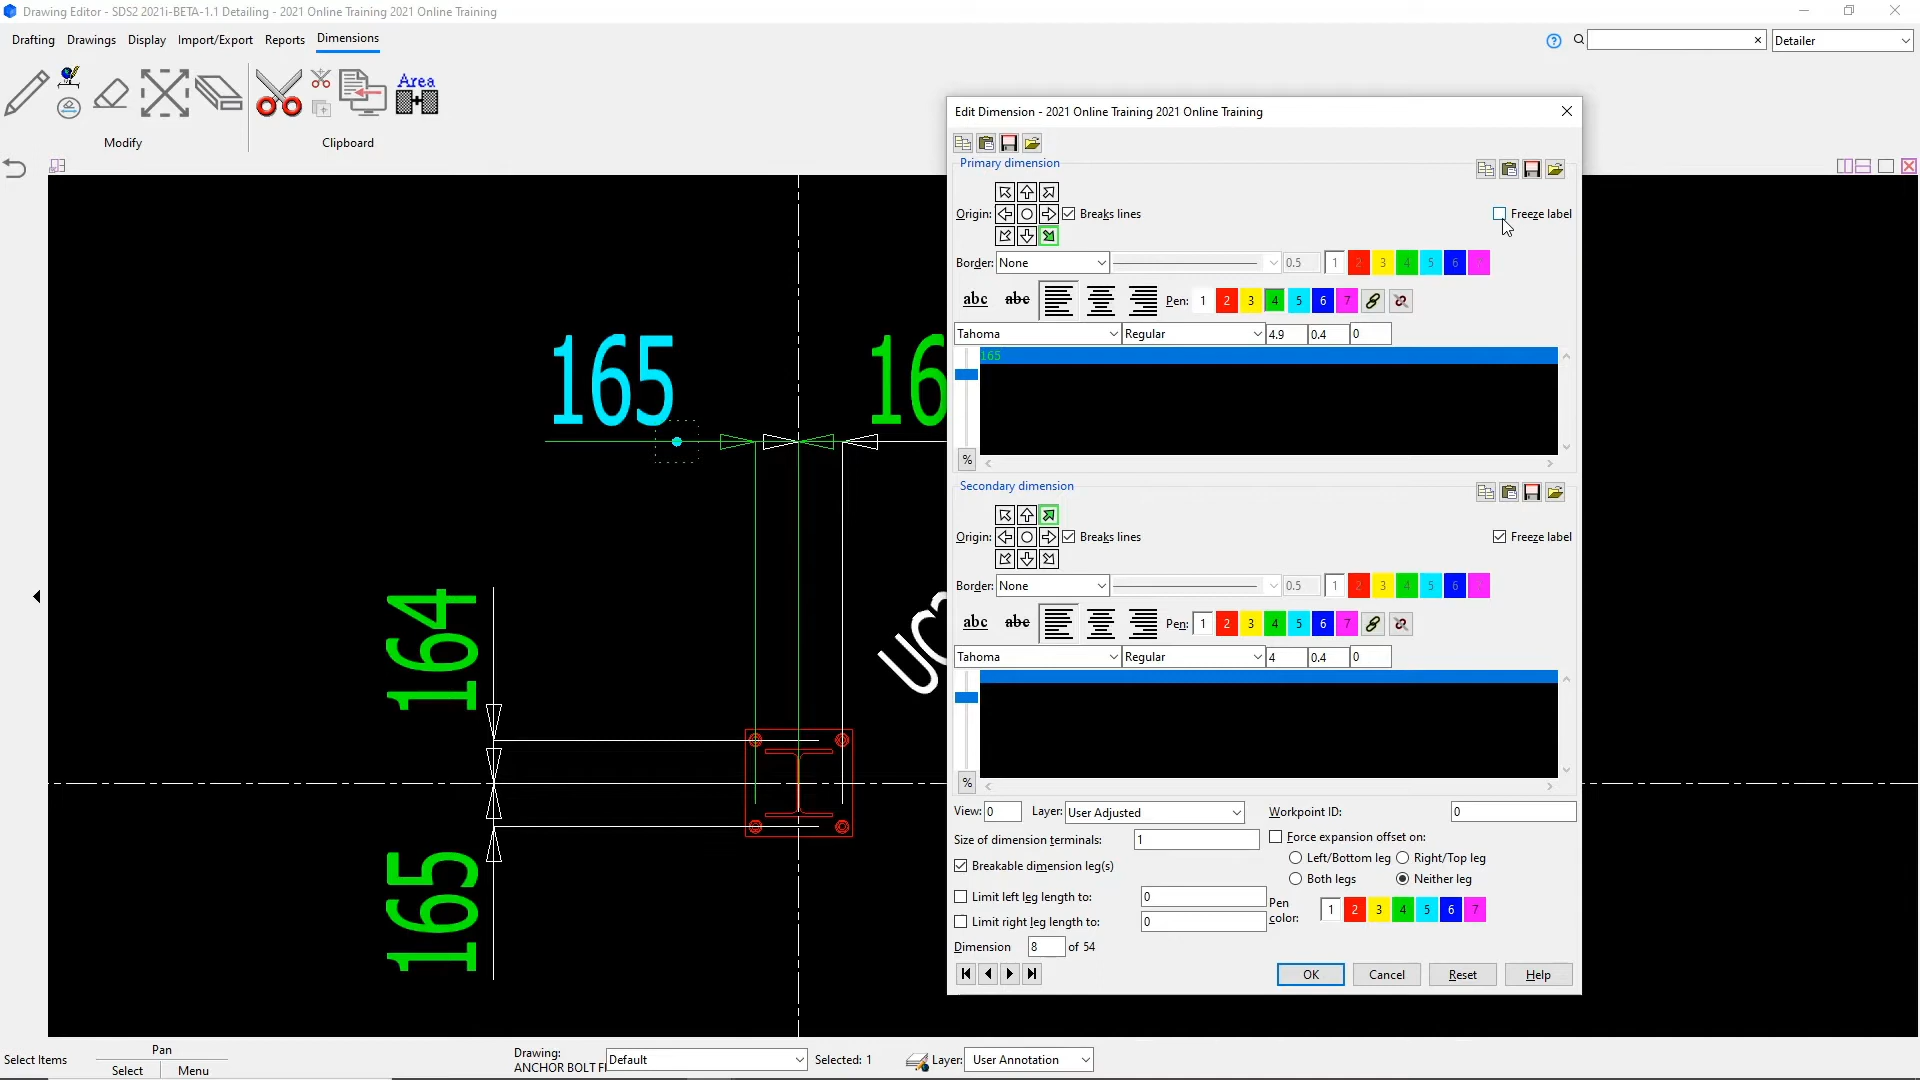 Drawing Editor - SDS2 2021i-BETA-1.1 Detailing - 2021 Online Training 2021 Online Training
Drafting Drawings Display Import/Export Reports Dimensions
? × Detailer
Area
Modify Clipboard
Edit Dimension - 2021 Online Training 2021 Online Training
Primary dimension
Origin: Breaks lines Freeze label
Border: None 0.5 1 2 3 4 5 6
abc abc Pen: 1 2 3 4 5 6 7
Tahoma Regular 4.9 0.4 0
165
%
Secondary dimension
Origin: Breaks lines Freeze label
Border: None 0.5 1 2 3 4 5 6
abc abc Pen: 1 2 3 4 5 6 7
Tahoma Regular 4 0.4 0
%
View: 0 Layer: User Adjusted Workpoint ID: 0
Size of dimension terminals: 1 Force expansion offset on:
Left/Bottom leg Right/Top leg
Breakable dimension leg(s)
Both legs Neither leg
Limit left leg length to: 0
Pen color: 1 2 3 4 5 6 7
Limit right leg length to: 0
Dimension 8 of 54
OK Cancel Reset Help
165
16
164
165
Select Items Pan
Select Menu
Drawing:
ANCHOR BOLT Default Selected: 1 Layer: User Annotation